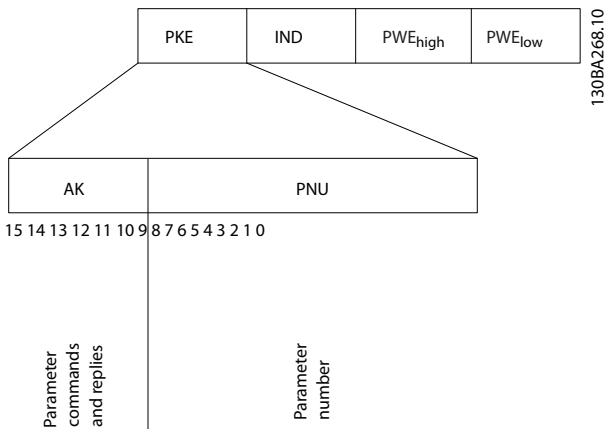 PKE IND PWEhigh PWElow
130BA268.10
AK PNU
15 14 13 12 11 10 9 8 7 6 5 4 3 2 1 0
Parameter
commands
and replies
Parameter
number